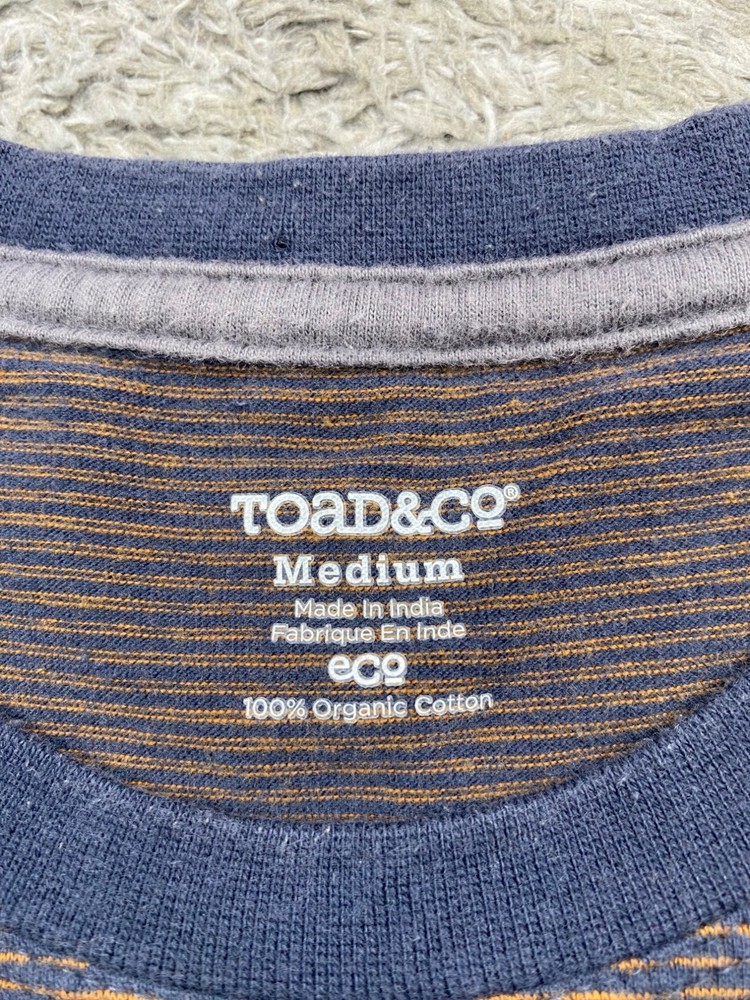 TOAD&CO®
Medium
Made In India
Fabrique En Inde
eco
100% Organic Cotton